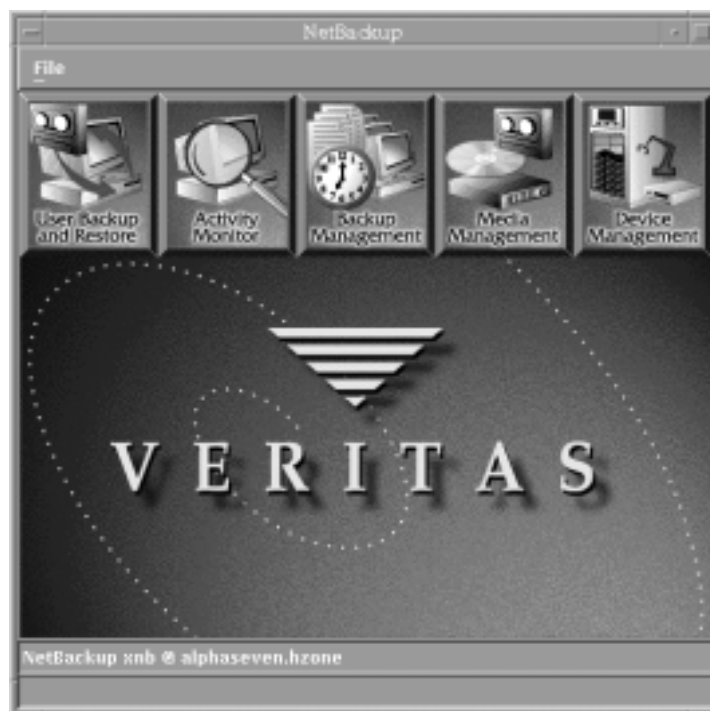 NetBackup
File
User Backup
and Restore
Activity
Monitor
Backup
Management
Media
Management
Device
Management
VERITAS
NetBackup xnb @ alphaseven.hzone